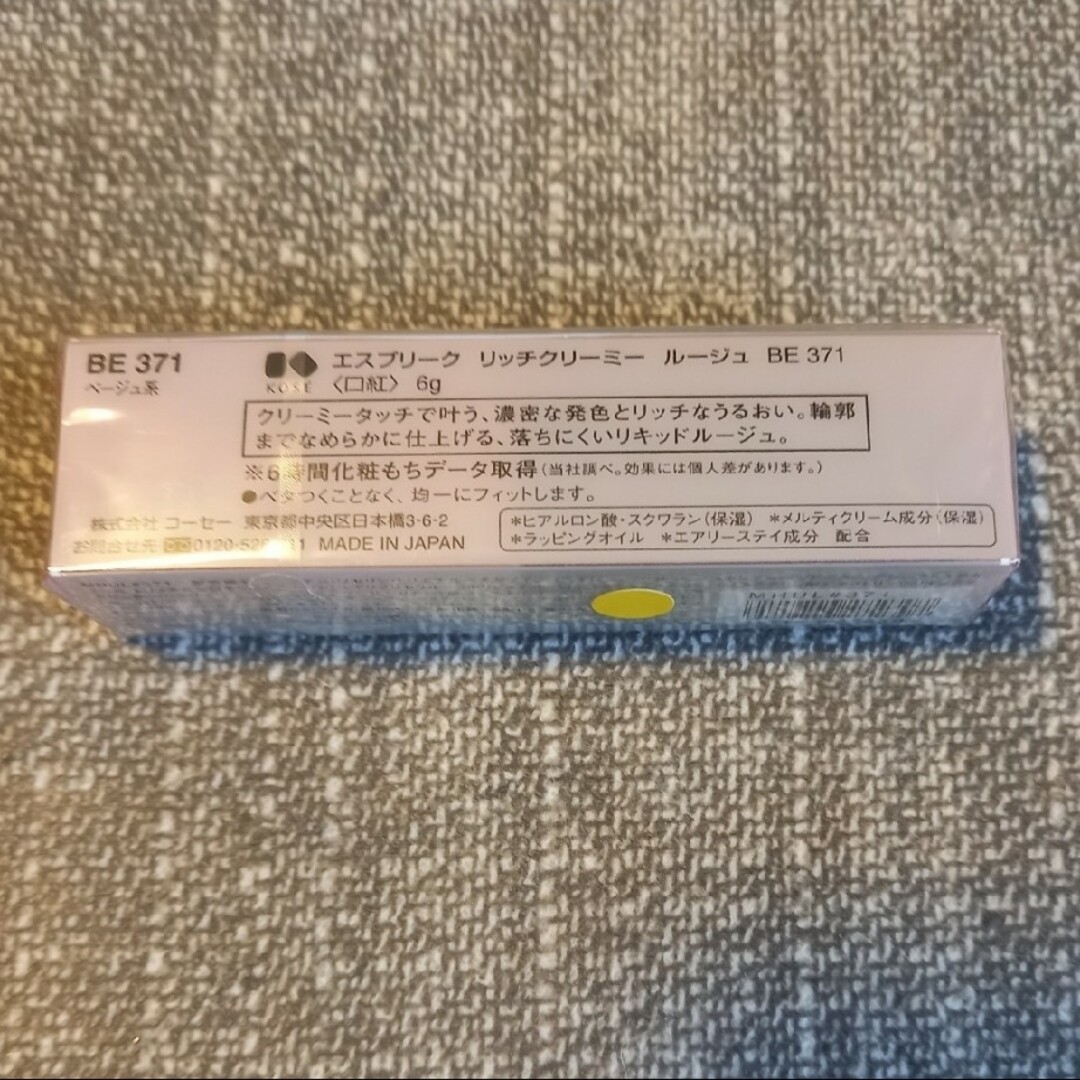 BE 371
ベージュ系
KOSÉ
エスプリーク リッチクリーミー ルージュ BE 371
〈口紅〉 6g
クリーミータッチで叶う、濃密な発色とリッチなうるおい。輪郭
までなめらかに仕上げる、落ちにくいリキッドルージュ。
※6時間化粧もちデータ取得(当社調べ。効果には個人差があります。)
●ベタつくことなく、均一にフィットします。
株式会社 コーセー 東京都中央区日本橋3-6-2
お問合せ先 MADE IN JAPAN
*ヒアルロン酸・スクワラン(保湿) *メルティクリーム成分(保湿)
*ラッピングオイル *エアリーステイ成分 配合